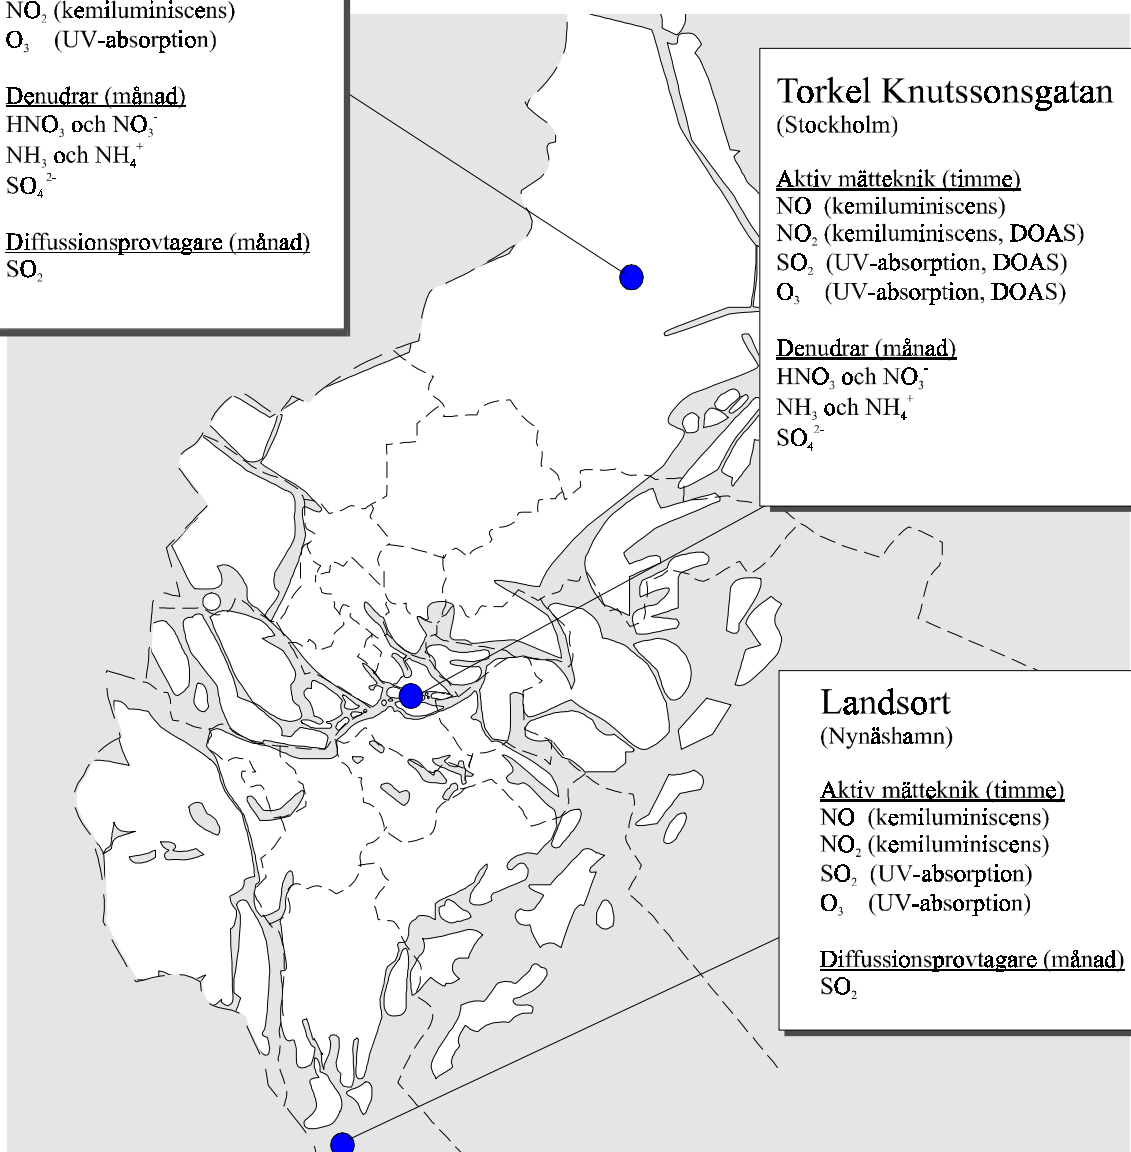 NO₂ (kemiluminiscens)
O₃ (UV-absorption)
Denudrar (månad)
HNO₃ och NO₃⁻
NH₃ och NH₄⁺
SO₄²⁻
Diffussionsprovtagare (månad)
SO₂
Torkel Knutssonsgatan
(Stockholm)
Aktiv mätteknik (timme)
NO (kemiluminiscens)
NO₂ (kemiluminiscens, DOAS)
SO₂ (UV-absorption, DOAS)
O₃ (UV-absorption, DOAS)
Denudrar (månad)
HNO₃ och NO₃⁻
NH₃ och NH₄⁺
SO₄²⁻
Landsort
(Nynäshamn)
Aktiv mätteknik (timme)
NO (kemiluminiscens)
NO₂ (kemiluminiscens)
SO₂ (UV-absorption)
O₃ (UV-absorption)
Diffussionsprovtagare (månad)
SO₂